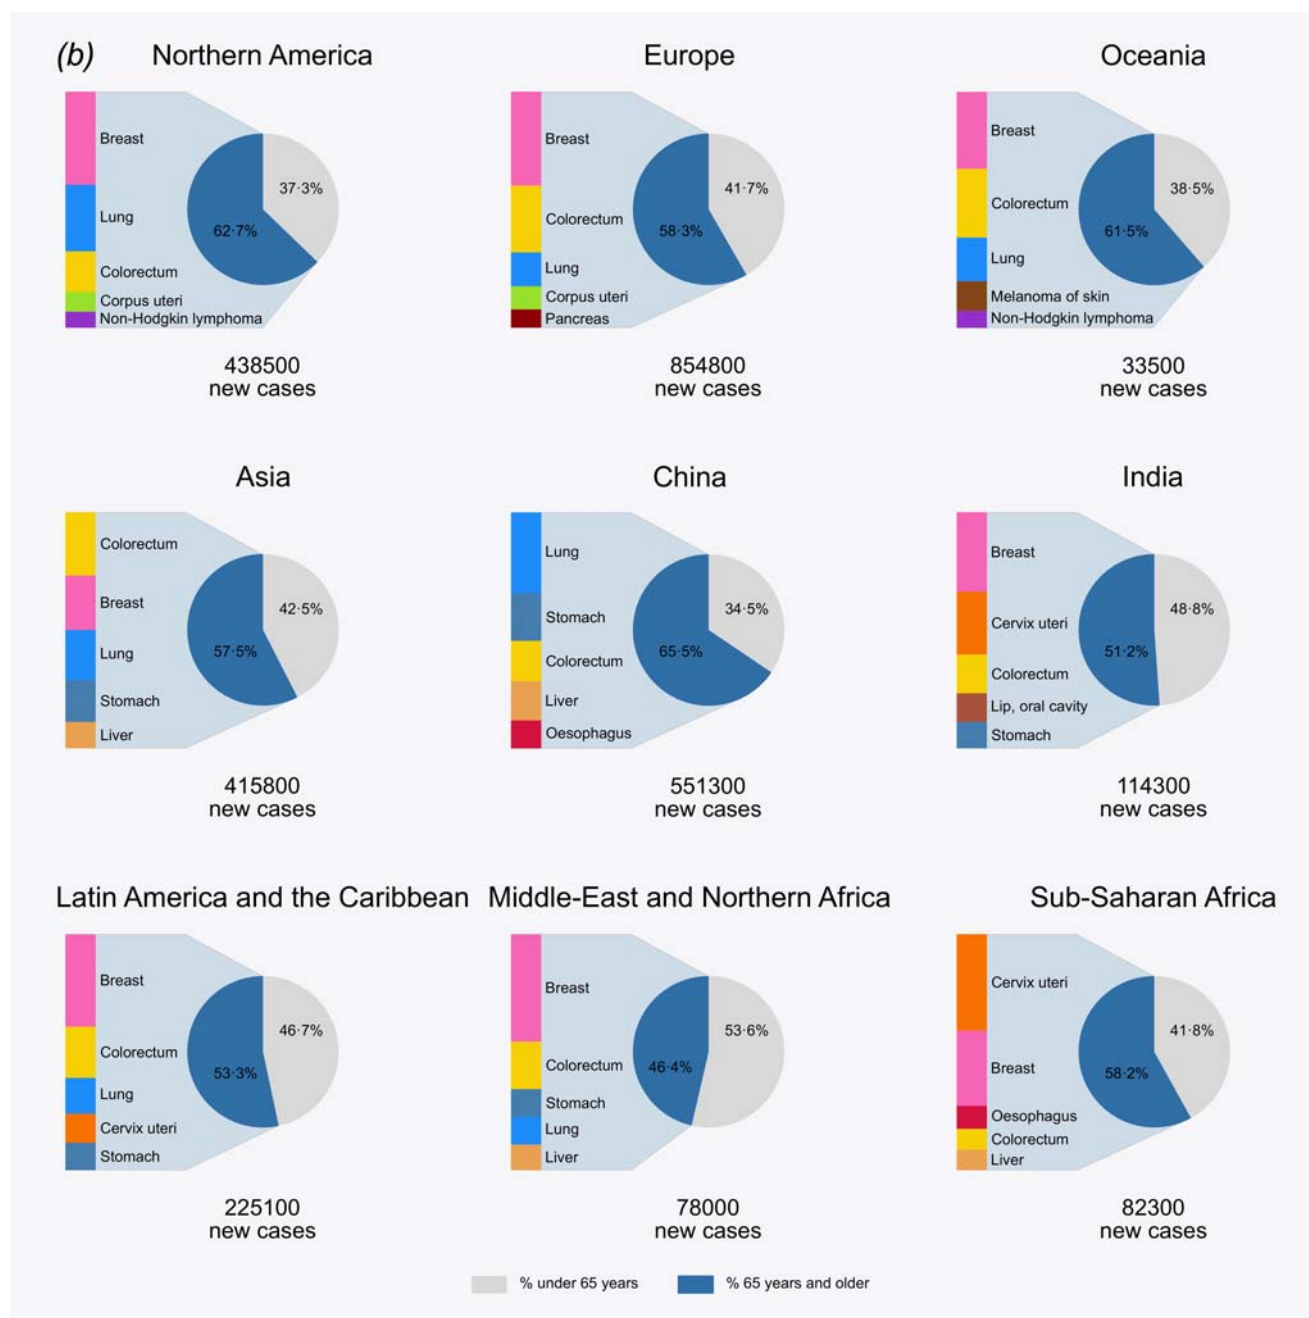 (b)
Northern America
Breast
Lung
Colorectum
Corpus uteri
Non-Hodgkin lymphoma
37·3%
62·7%
438500
new cases
Europe
Breast
Colorectum
Lung
Corpus uteri
Pancreas
41·7%
58·3%
854800
new cases
Oceania
Breast
Colorectum
Lung
Melanoma of skin
Non-Hodgkin lymphoma
38·5%
61·5%
33500
new cases
Asia
Colorectum
Breast
Lung
Stomach
Liver
42·5%
57·5%
415800
new cases
China
Lung
Stomach
Colorectum
Liver
Oesophagus
34·5%
65·5%
551300
new cases
India
Breast
Cervix uteri
Colorectum
Lip, oral cavity
Stomach
48·8%
51·2%
114300
new cases
Latin America and the Caribbean
Breast
Colorectum
Lung
Cervix uteri
Stomach
46·7%
53·3%
225100
new cases
Middle-East and Northern Africa
Breast
Colorectum
Stomach
Lung
Liver
53·6%
46·4%
78000
new cases
Sub-Saharan Africa
Cervix uteri
Breast
Oesophagus
Colorectum
Liver
41·8%
58·2%
82300
new cases
% under 65 years
% 65 years and older